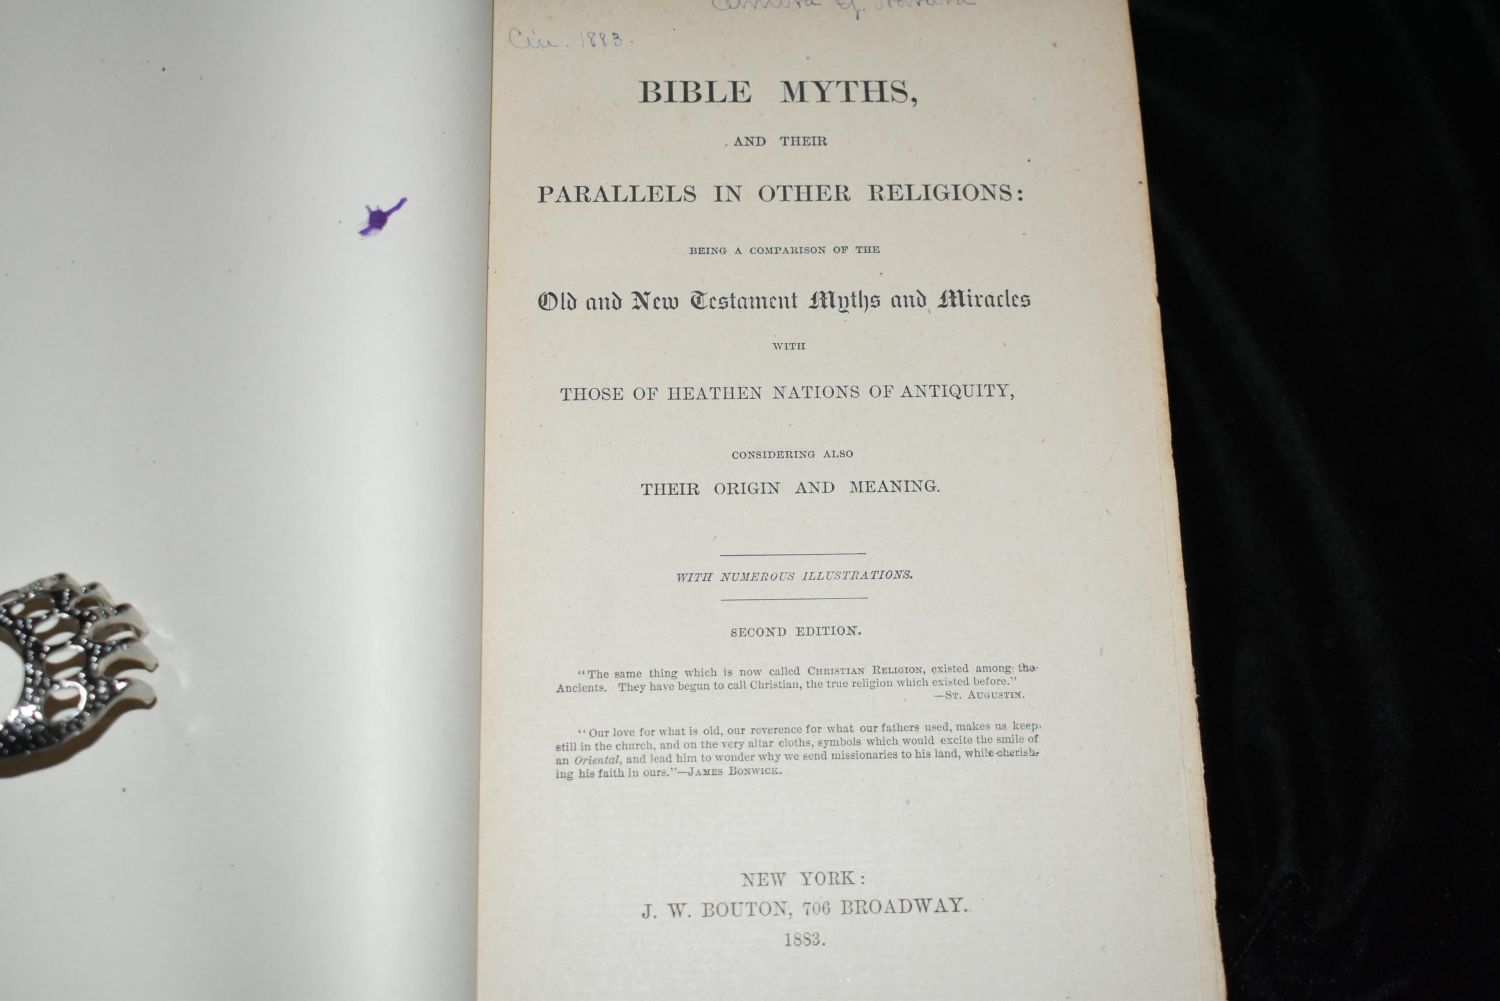 Cin. 1883.
BIBLE MYTHS,
AND THEIR
PARALLELS IN OTHER RELIGIONS:
BEING A COMPARISON OF THE
Old and New Testament Myths and Miracles
WITH
THOSE OF HEATHEN NATIONS OF ANTIQUITY,
CONSIDERING ALSO
THEIR ORIGIN AND MEANING.
WITH NUMEROUS ILLUSTRATIONS.
SECOND EDITION.
"The same thing which is now called CHRISTIAN RELIGION, existed among the
Ancients. They have begun to call Christian, the true religion which existed before."
—ST. AUGUSTIN.
"Our love for what is old, our reverence for what our fathers used, makes us keep
still in the church, and on the very altar cloths, symbols which would excite the smile of
an Oriental, and lead him to wonder why we send missionaries to his land, while cherish-
ing his faith in ours."—JAMES BONWICK.
NEW YORK:
J. W. BOUTON, 706 BROADWAY.
1883.